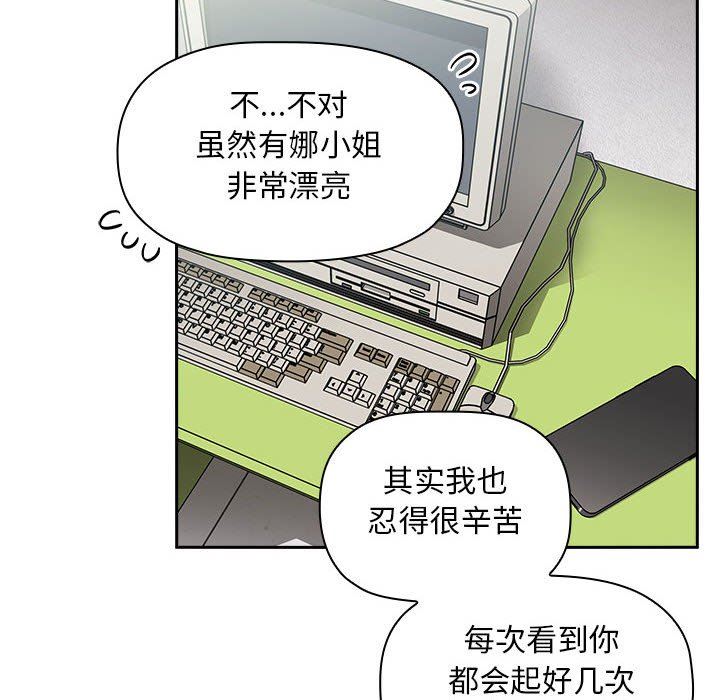 不...不对
虽然有娜小姐
非常漂亮
其实我也
忍得很辛苦
每次看到你
都会起好几次